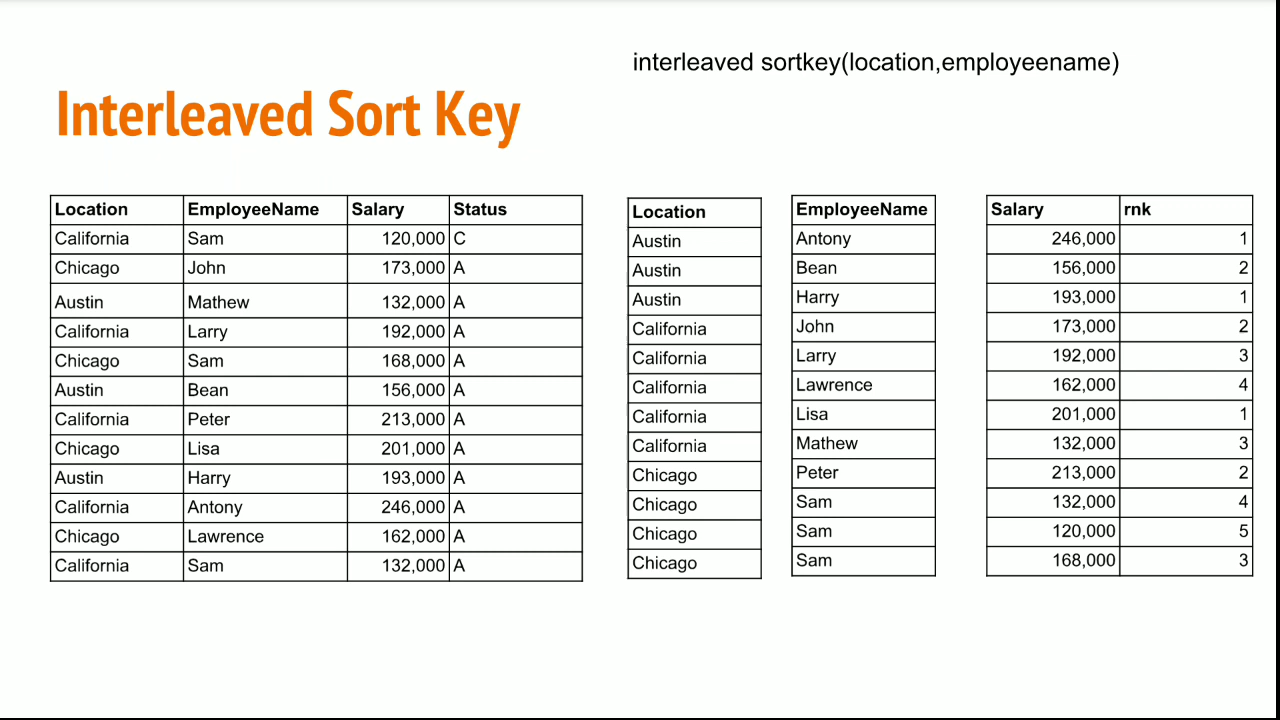 interleaved sortkey(location,employeename)
Interleaved Sort Key
Location EmployeeName Salary Status
California Sam 120,000 C
Chicago John 173,000 A
Austin Mathew 132,000 A
California Larry 192,000 A
Chicago Sam 168,000 A
Austin Bean 156,000 A
California Peter 213,000 A
Chicago Lisa 201,000 A
Austin Harry 193,000 A
California Antony 246,000 A
Chicago Lawrence 162,000 A
California Sam 132,000 A
Location
Austin
Austin
Austin
California
California
California
California
California
Chicago
Chicago
Chicago
Chicago
EmployeeName
Antony
Bean
Harry
John
Larry
Lawrence
Lisa
Mathew
Peter
Sam
Sam
Sam
Salary rnk
246,000 1
156,000 2
193,000 1
173,000 2
192,000 3
162,000 4
201,000 1
132,000 3
213,000 2
132,000 4
120,000 5
168,000 3